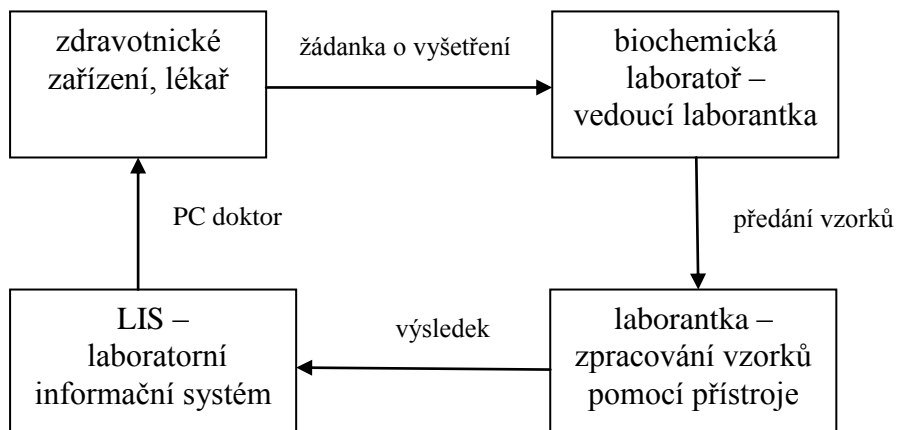 zdravotnické
zařízení, lékař
žádanka o vyšetření
biochemická
laboratoř –
vedoucí laborantka
PC doktor
předání vzorků
LIS –
laboratorní
informační systém
výsledek
laborantka –
zpracování vzorků
pomocí přístroje